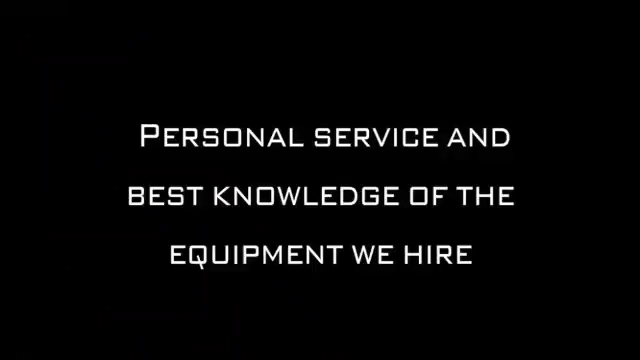 Personal service and
best knowledge of the
equipment we hire